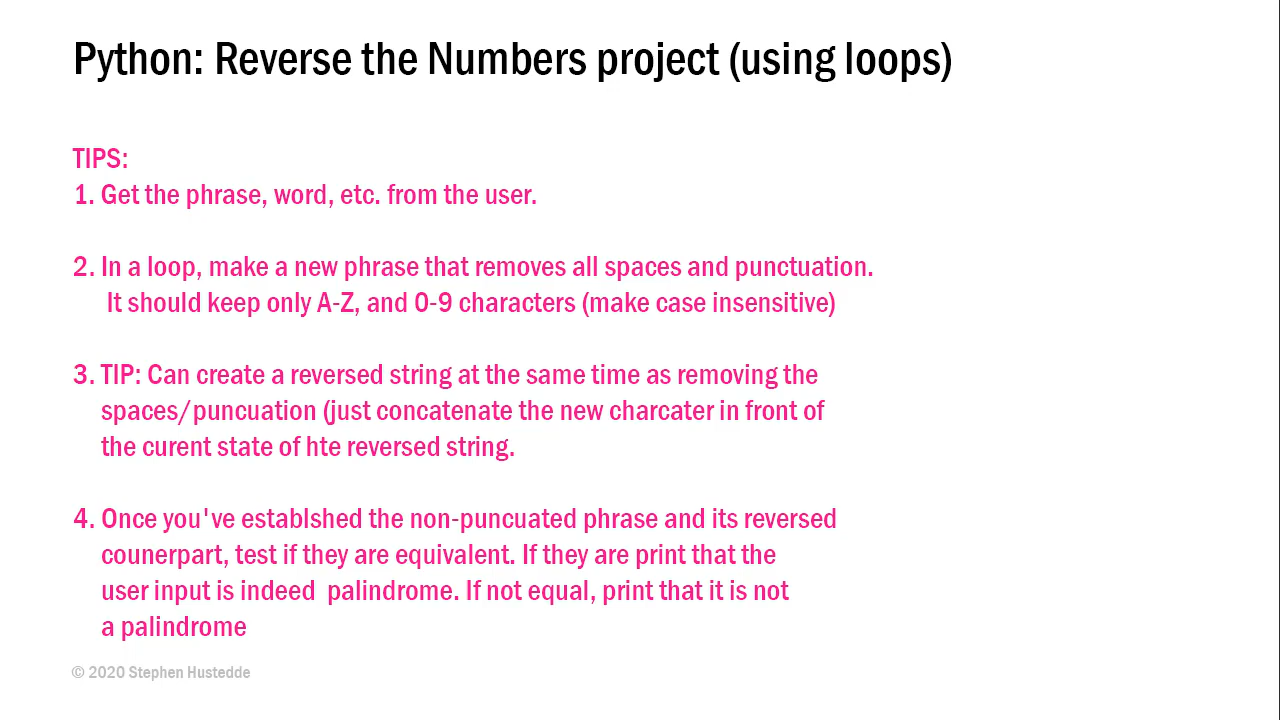 Python: Reverse the Numbers project (using loops)
TIPS:
1. Get the phrase, word, etc. from the user.
2. In a loop, make a new phrase that removes all spaces and punctuation.
It should keep only A-Z, and 0-9 characters (make case insensitive)
3. TIP: Can create a reversed string at the same time as removing the
spaces/puncuation (just concatenate the new charcater in front of
the curent state of hte reversed string.
4. Once you've establshed the non-puncuated phrase and its reversed
counerpart, test if they are equivalent. If they are print that the
user input is indeed  palindrome. If not equal, print that it is not
a palindrome
© 2020 Stephen Hustedde